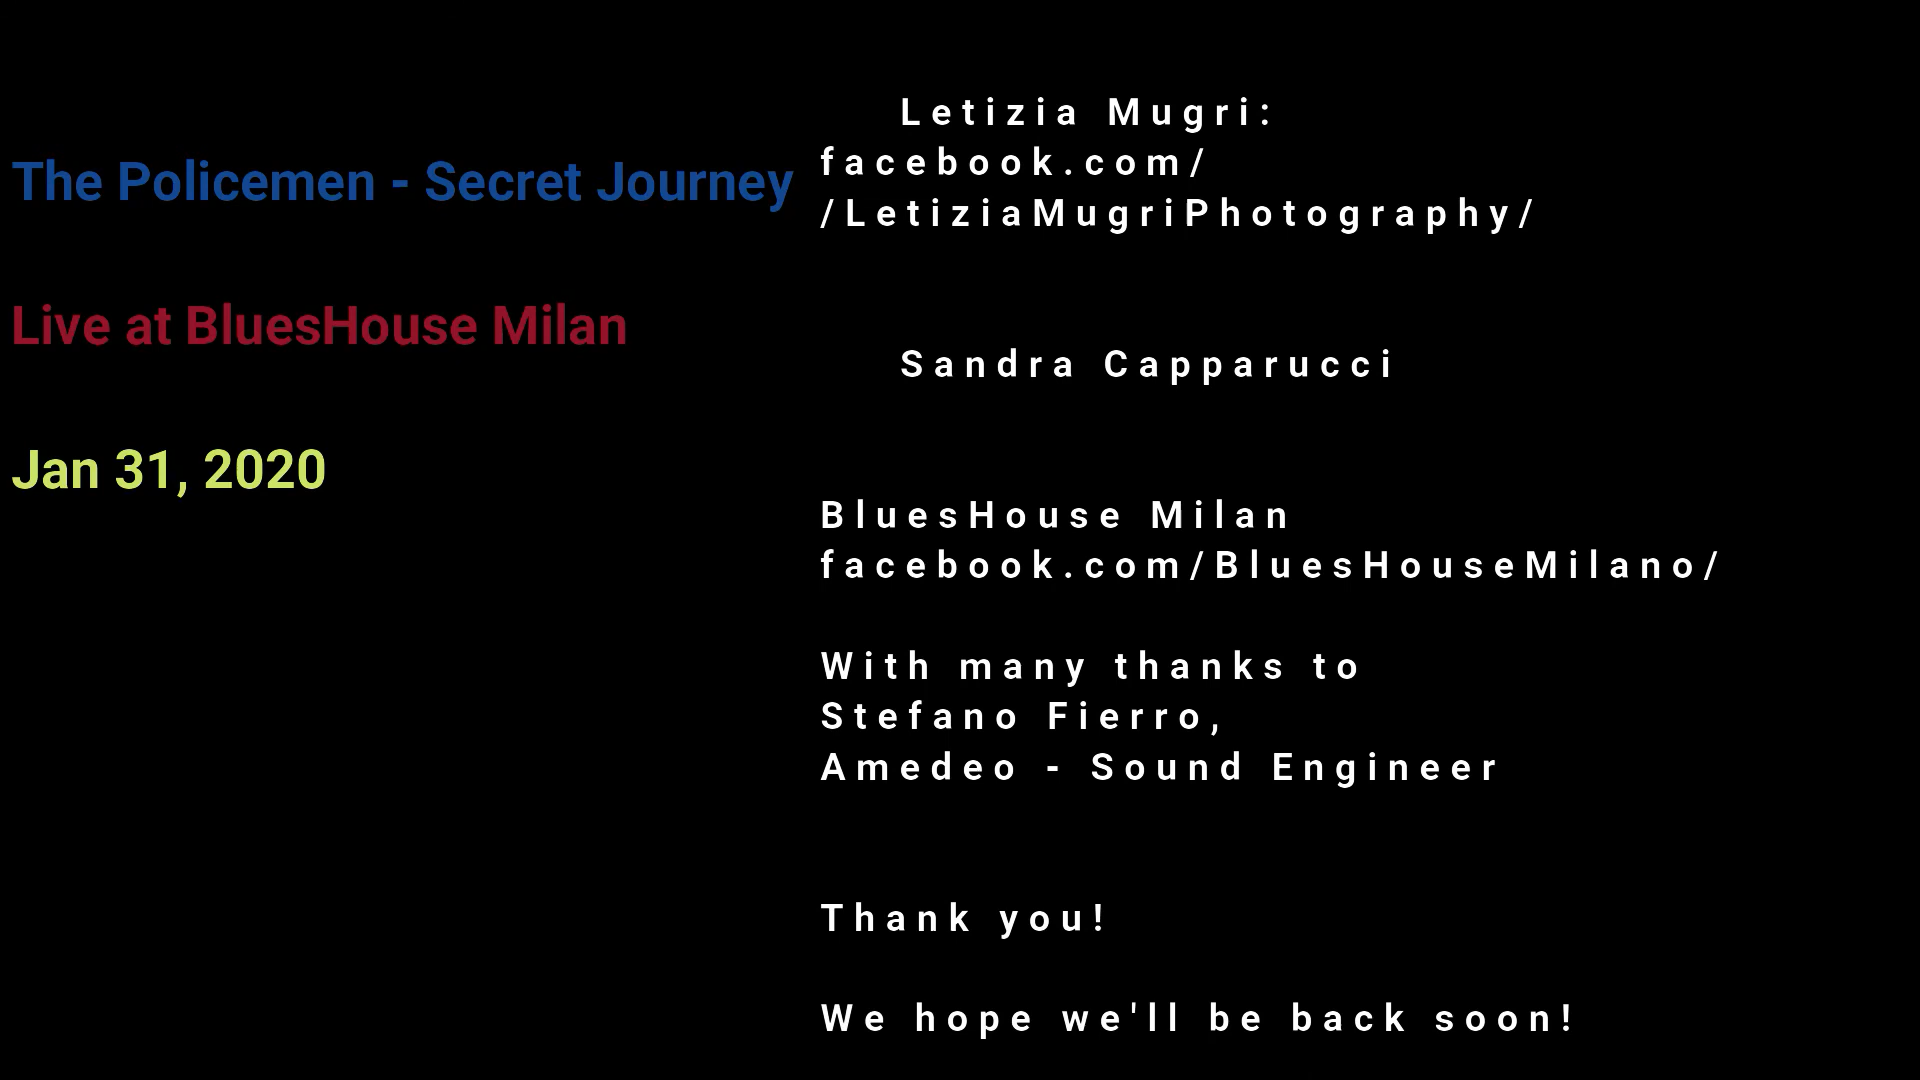 The Policemen - Secret Journey
Live at BluesHouse Milan
Jan 31, 2020
Letizia Mugri:
facebook.com/
/LetiziaMugriPhotography/
Sandra Capparucci
BluesHouse Milan
facebook.com/BluesHouseMilano/
With many thanks to
Stefano Fierro,
Amedeo - Sound Engineer
Thank you!
We hope we'll be back soon!